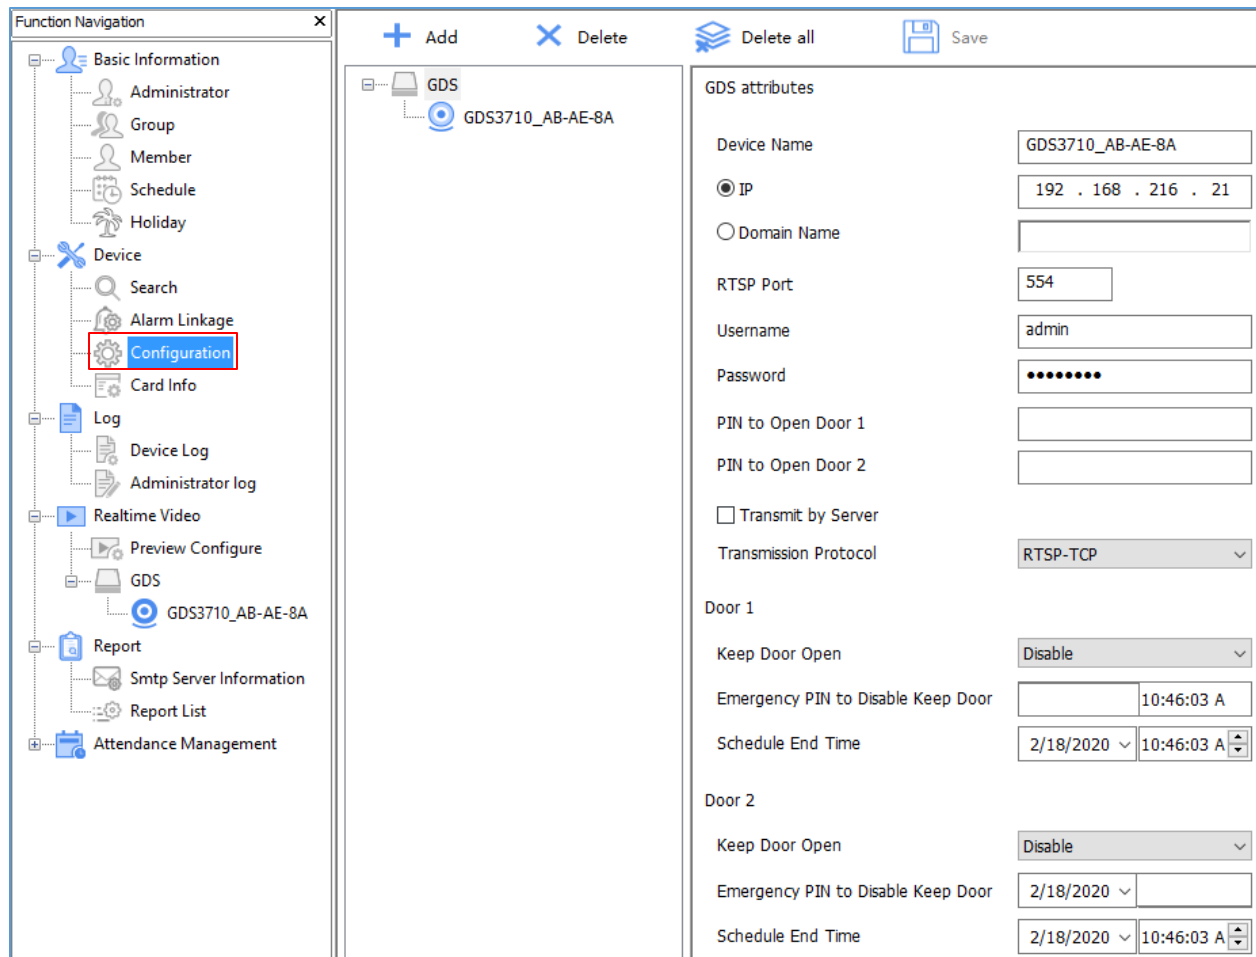 Function Navigation
Basic Information
Administrator
Group
Member
Schedule
Holiday
Device
Search
Alarm Linkage
Configuration
Card Info
Log
Device Log
Administrator log
Realtime Video
Preview Configure
GDS
GDS3710_AB-AE-8A
Report
Smtp Server Information
Report List
Attendance Management
Add Delete Delete all Save
GDS
GDS3710_AB-AE-8A
GDS attributes
Device Name GDS3710_AB-AE-8A
IP 192 . 168 . 216 . 21
Domain Name
RTSP Port 554
Username admin
Password ●●●●●●●●
PIN to Open Door 1
PIN to Open Door 2
Transmit by Server
Transmission Protocol RTSP-TCP
Door 1
Keep Door Open Disable
Emergency PIN to Disable Keep Door 10:46:03 A
Schedule End Time 2/18/2020 10:46:03 A
Door 2
Keep Door Open Disable
Emergency PIN to Disable Keep Door 2/18/2020
Schedule End Time 2/18/2020 10:46:03 A